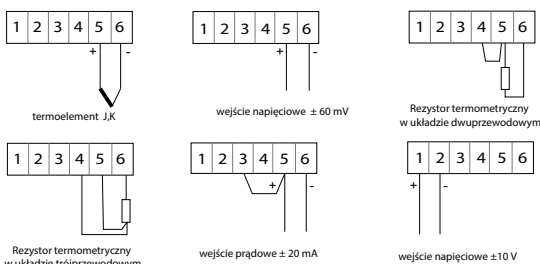 1 2 3 4 5 6
+ -
termoelement J,K
1 2 3 4 5 6
+ -
wejście napięciowe ± 60 mV
1 2 3 4 5 6
Rezystor termometryczny
w układzie dwuprzewodowym
1 2 3 4 5 6
Rezystor termometryczny
w układzie trójprzewodowym
1 2 3 4 5 6
+ -
wejście prądowe ± 20 mA
1 2 3 4 5 6
+ -
wejście napięciowe ±10 V